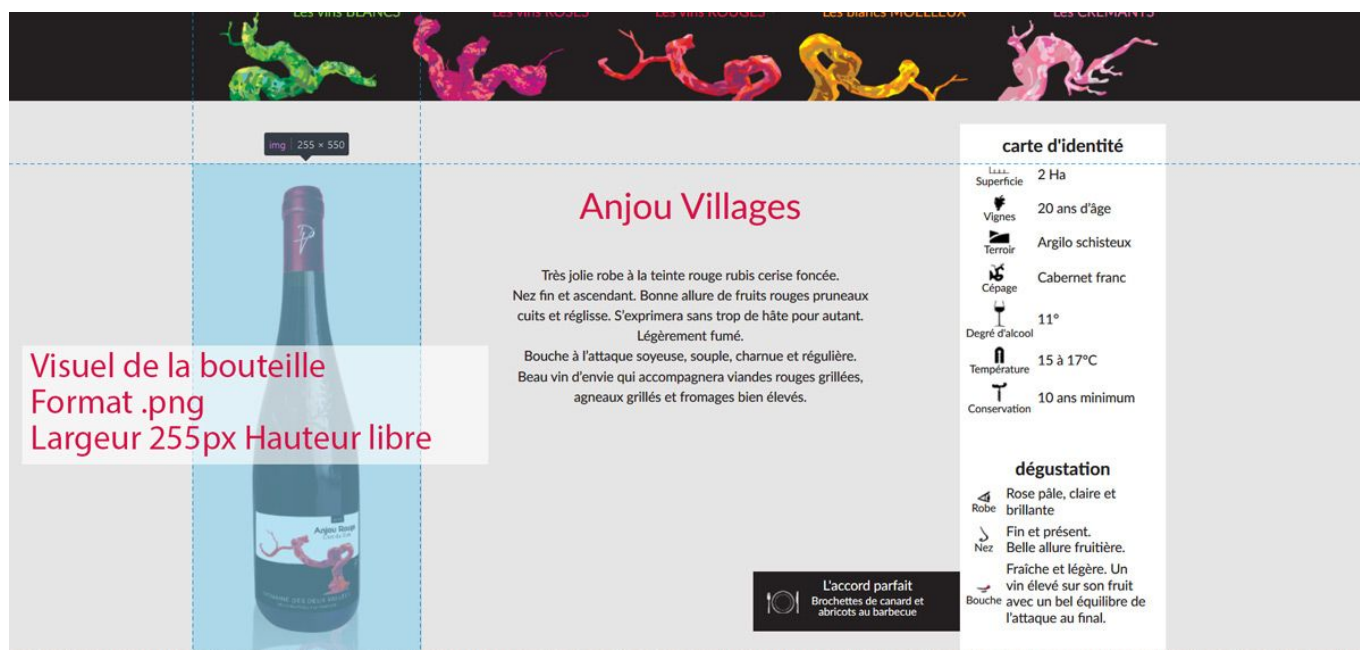 Les vins BLANCS
Les vins ROSÉS
Les vins ROUGES
Les blancs MOELLEUX
Les CRÉMANTS
img 255 × 550
Visuel de la bouteille
Format .png
Largeur 255px Hauteur libre
Anjou Rouge
Anjou Villages
Très jolie robe à la teinte rouge rubis cerise foncée.
Nez fin et ascendant. Bonne allure de fruits rouges pruneaux
cuits et réglisse. S'exprimera sans trop de hâte pour autant.
Légèrement fumé.
Bouche à l'attaque soyeuse, souple, charnue et régulière.
Beau vin d'envie qui accompagnera viandes rouges grillées,
agneaux grillés et fromages bien élevés.
L'accord parfait
Brochettes de canard et
abricots au barbecue
carte d'identité
Superficie 2 Ha
Vignes 20 ans d'âge
Terroir Argilo schisteux
Cépage Cabernet franc
Degré d'alcool 11°
Température 15 à 17°C
Conservation 10 ans minimum
dégustation
Robe Rose pâle, claire et
brillante
Nez Fin et présent.
Belle allure fruitière.
Bouche Fraîche et légère. Un
vin élevé sur son fruit
avec un bel équilibre de
l'attaque au final.